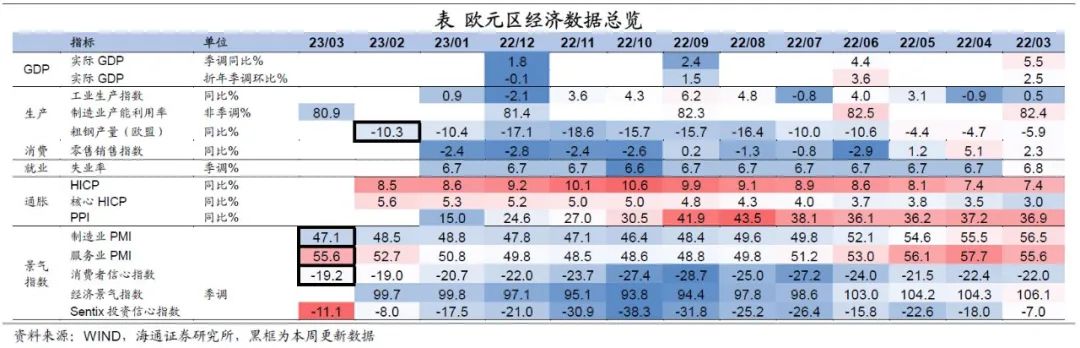 表 欧元区经济数据总览
指标 单位 23/03 23/02 23/01 22/12 22/11 22/10 22/09 22/08 22/07 22/06 22/05 22/04 22/03
GDP 实际 GDP 季调同比% 1.8 2.4 4.4 5.5
实际 GDP 折年季调环比% -0.1 1.5 3.6 2.5
生产 工业生产指数 同比% 0.9 -2.1 3.6 4.3 6.2 4.8 -0.8 4.0 3.1 -0.9 0.5
制造业产能利用率 非季调% 80.9 81.4 82.3 82.5 82.4
粗钢产量（欧盟） 同比% -10.3 -10.4 -17.1 -18.6 -15.7 -15.7 -16.4 -10.0 -10.6 -4.4 -4.7 -5.9
消费 零售销售指数 同比% -2.4 -2.8 -2.4 -2.6 0.2 -1.3 -0.8 -2.9 1.2 5.1 2.3
就业 失业率 季调% 6.7 6.7 6.7 6.6 6.7 6.7 6.7 6.7 6.7 6.7 6.8
通胀 HICP 同比% 8.5 8.6 9.2 10.1 10.6 9.9 9.1 8.9 8.6 8.1 7.4 7.4
核心 HICP 同比% 5.6 5.3 5.2 5.0 5.0 4.8 4.3 4.0 3.7 3.8 3.5 3.0
PPI 同比% 15.0 24.6 27.0 30.5 41.9 43.5 38.1 36.1 36.2 37.2 36.9
景气指数 制造业 PMI 47.1 48.5 48.8 47.8 47.1 46.4 48.4 49.6 49.8 52.1 54.6 55.5 56.5
服务业 PMI 55.6 52.7 50.8 49.8 48.5 48.6 48.8 49.8 51.2 53.0 56.1 57.7 55.6
消费者信心指数 -19.2 -19.0 -20.7 -22.0 -23.7 -27.4 -28.7 -25.0 -27.2 -24.0 -21.5 -22.4 -22.0
经济景气指数 季调 99.7 99.8 97.1 95.1 93.8 94.4 97.8 98.6 103.0 104.2 104.3 106.1
Sentix 投资信心指数 -11.1 -8.0 -17.5 -21.0 -30.9 -38.3 -31.8 -25.2 -26.4 -15.8 -22.6 -18.0 -7.0
资料来源：WIND，海通证券研究所，黑框为本周更新数据